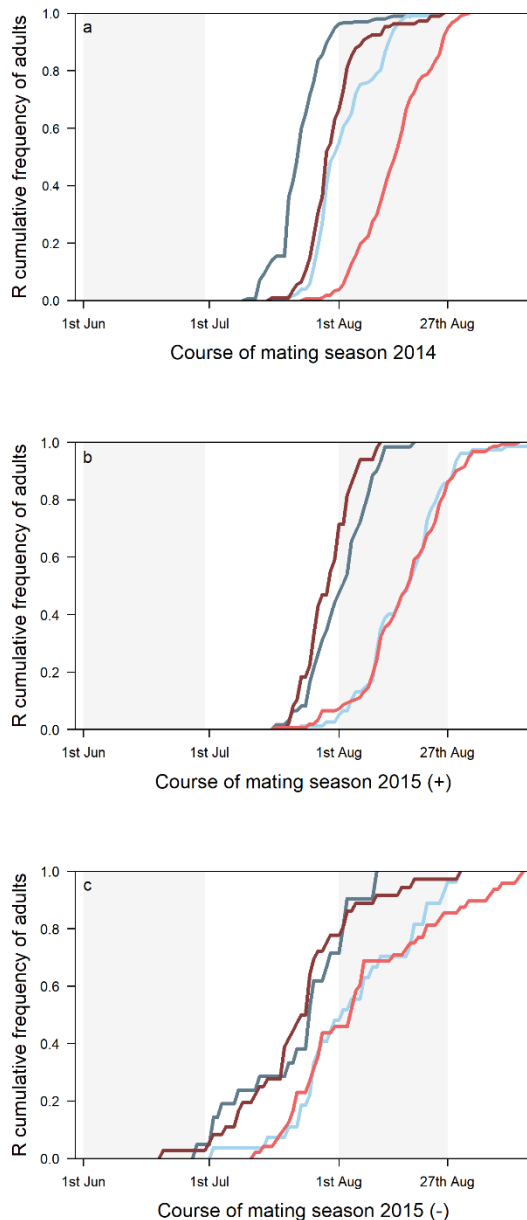 a
R cumulative frequency of adults
1.0
0.8
0.6
0.4
0.2
0.0
1st Jun 1st Jul 1st Aug 27th Aug
Course of mating season 2014
b
R cumulative frequency of adults
1.0
0.8
0.6
0.4
0.2
0.0
1st Jun 1st Jul 1st Aug 27th Aug
Course of mating season 2015 (+)
c
R cumulative frequency of adults
1.0
0.8
0.6
0.4
0.2
0.0
1st Jun 1st Jul 1st Aug 27th Aug
Course of mating season 2015 (-)